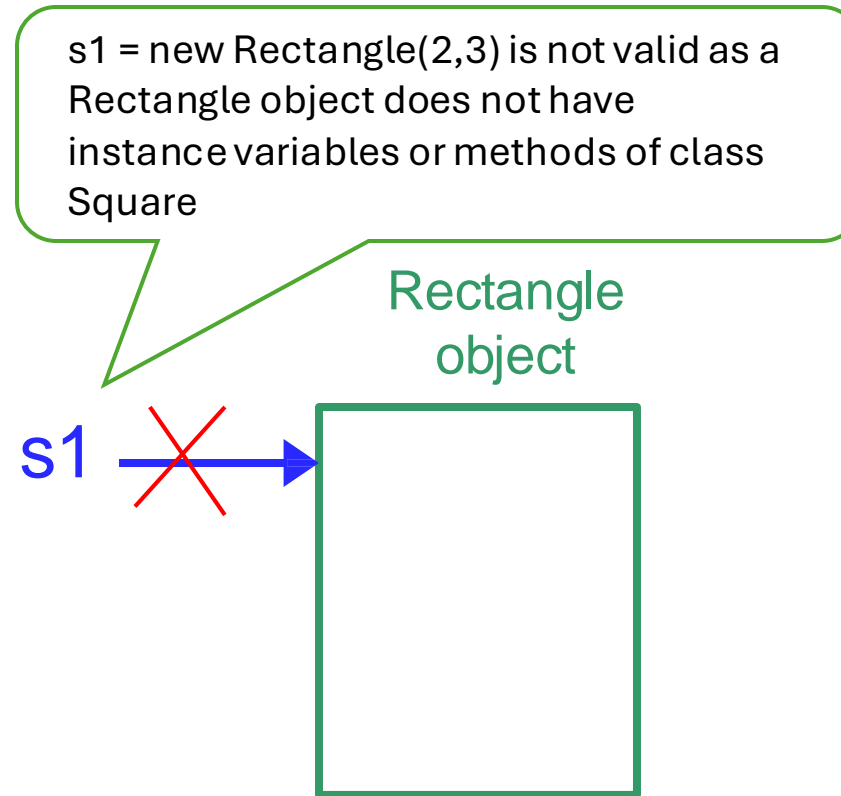 s1 = new Rectangle(2,3) is not valid as a
Rectangle object does not have
instance variables or methods of class
Square
Rectangle
object
s1